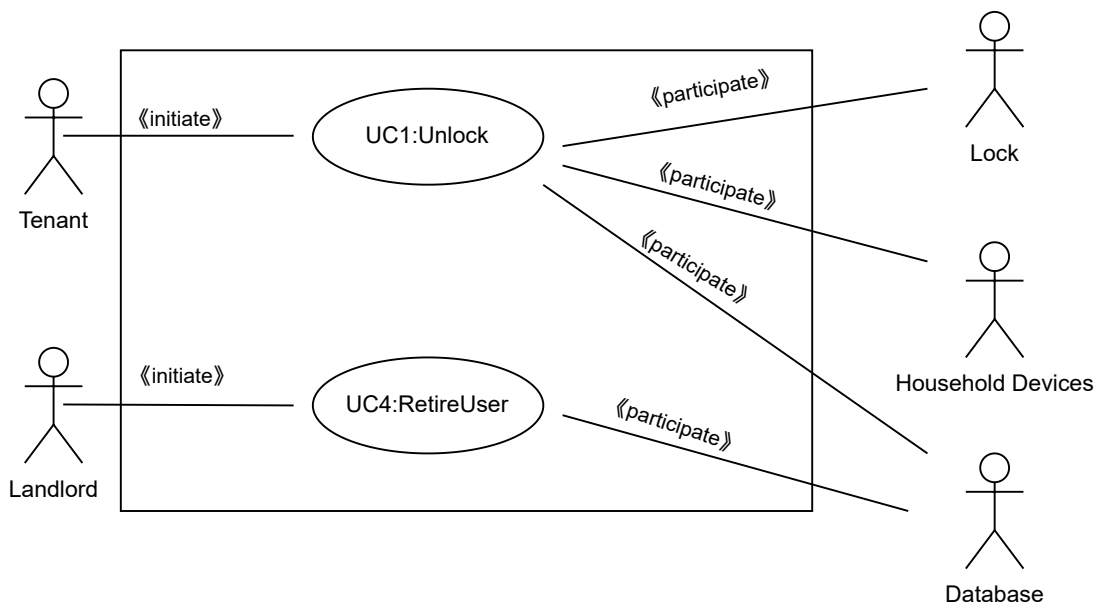 《initiate》
UC1:Unlock
《participate》
Lock
Tenant
《participate》
《participate》
Household Devices
《initiate》
UC4:RetireUser
《participate》
Landlord
Database